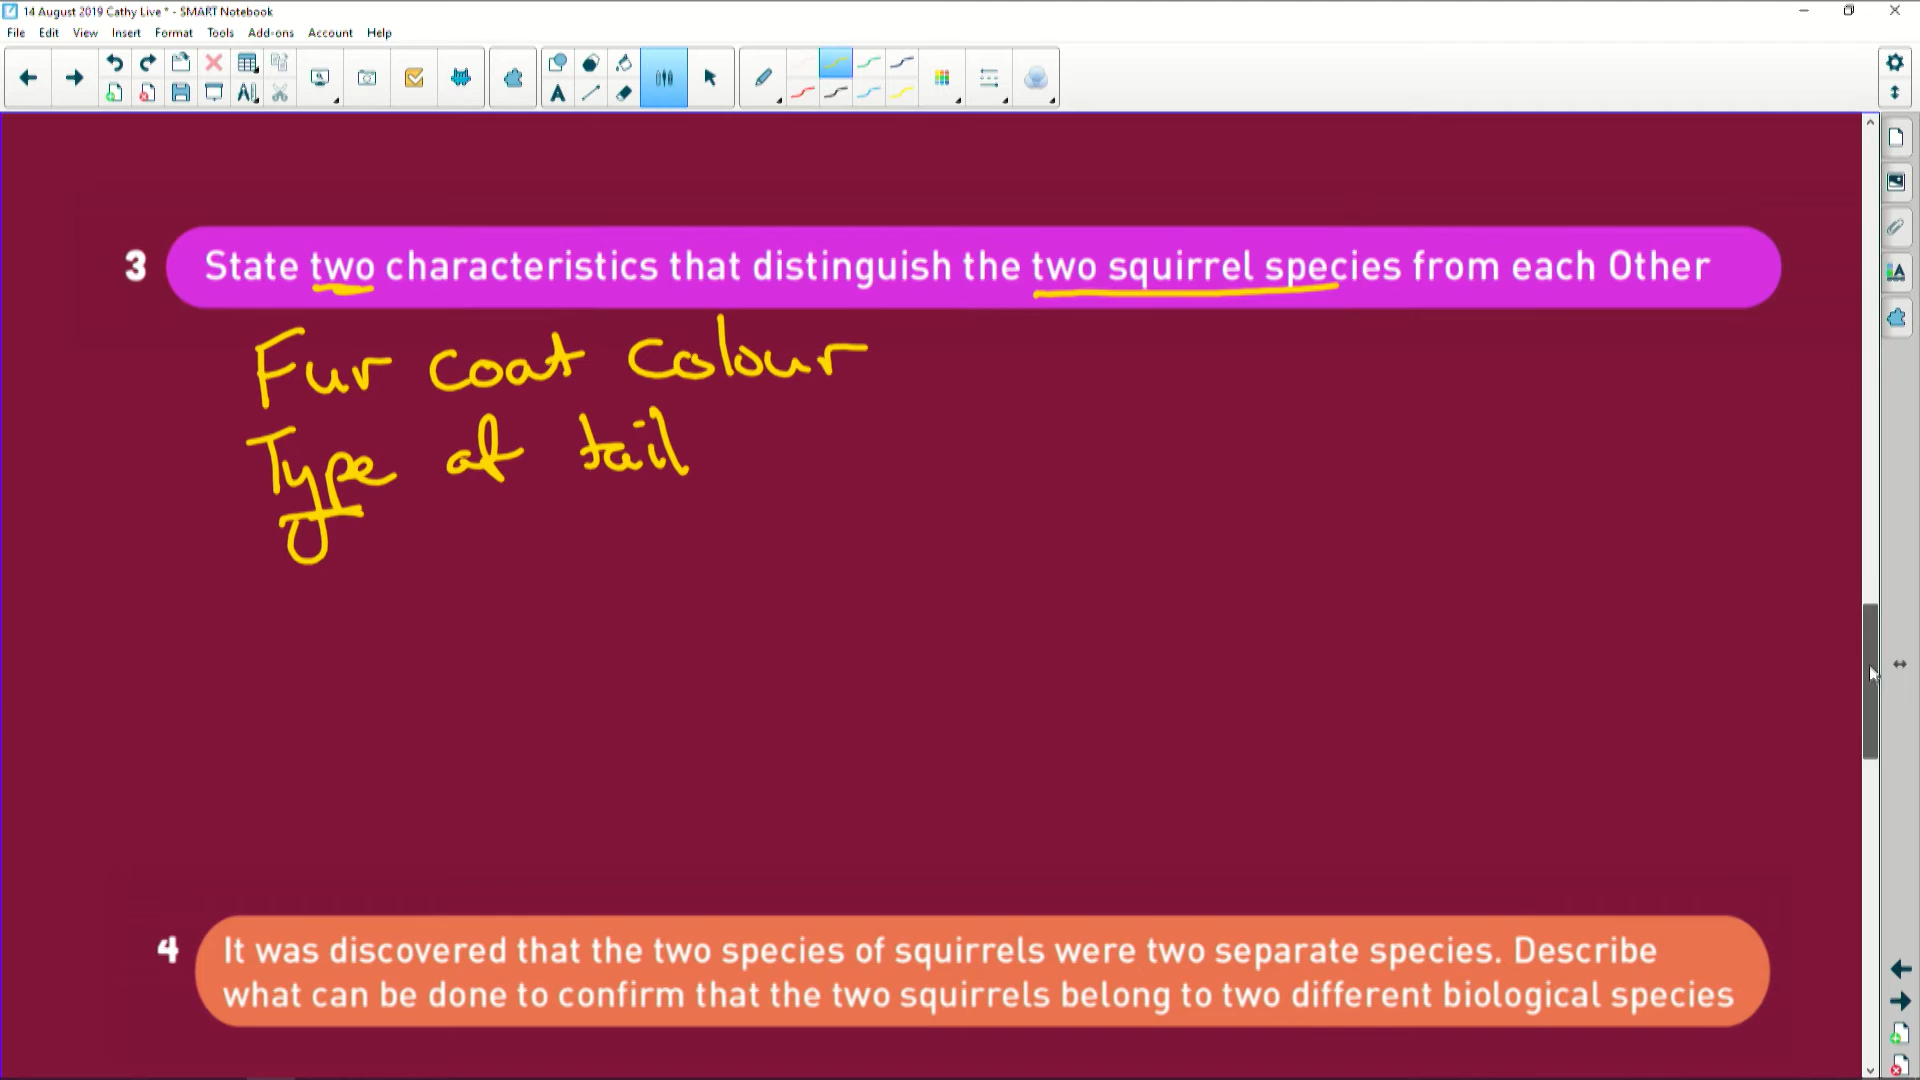 14 August 2019 Cathy Live * - SMART Notebook
File Edit View Insert Format Tools Add-ons Account Help
3 State two characteristics that distinguish the two squirrel species from each Other
Fur coat colour
Type of tail
4 It was discovered that the two species of squirrels were two separate species. Describe
what can be done to confirm that the two squirrels belong to two different biological species